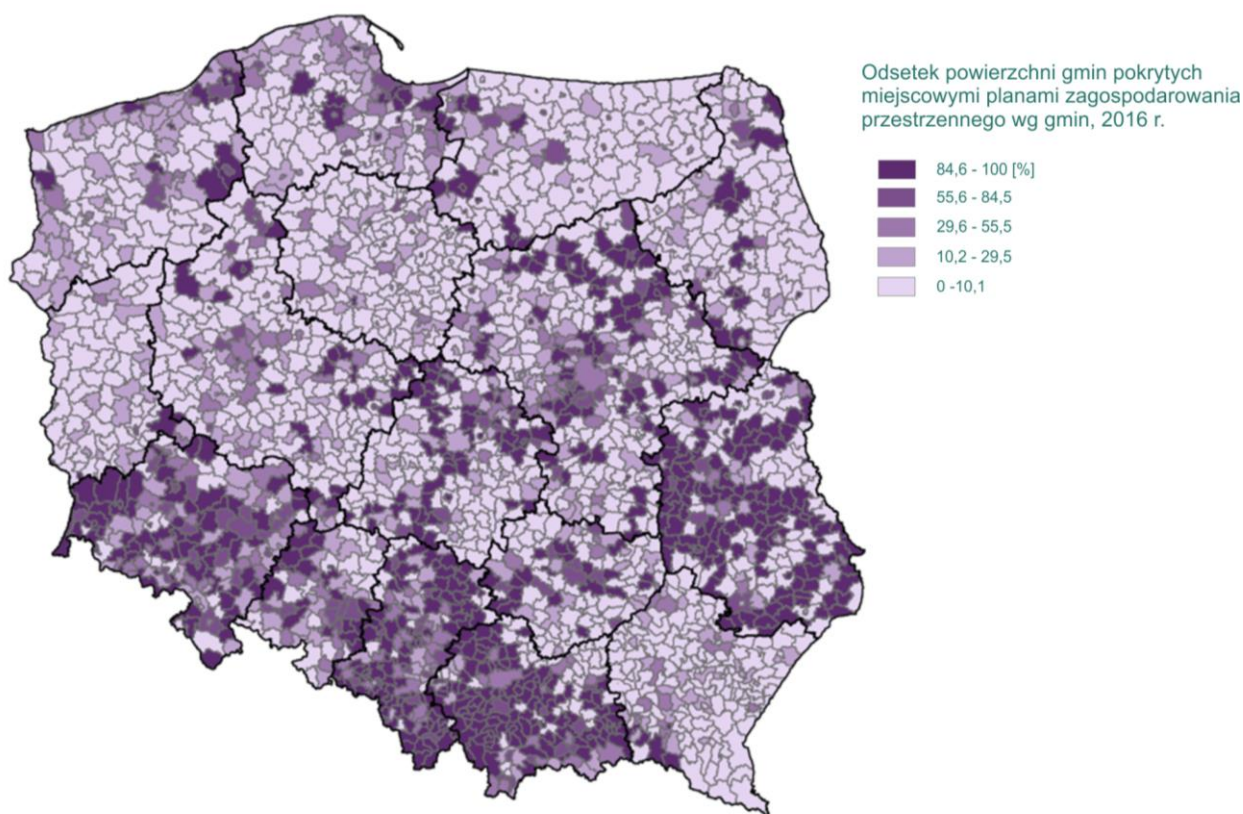 Odsetek powierzchni gmin pokrytych
miejscowymi planami zagospodarowania
przestrzennego wg gmin, 2016 r.
84,6 - 100 [%]
55,6 - 84,5
29,6 - 55,5
10,2 - 29,5
0 -10,1